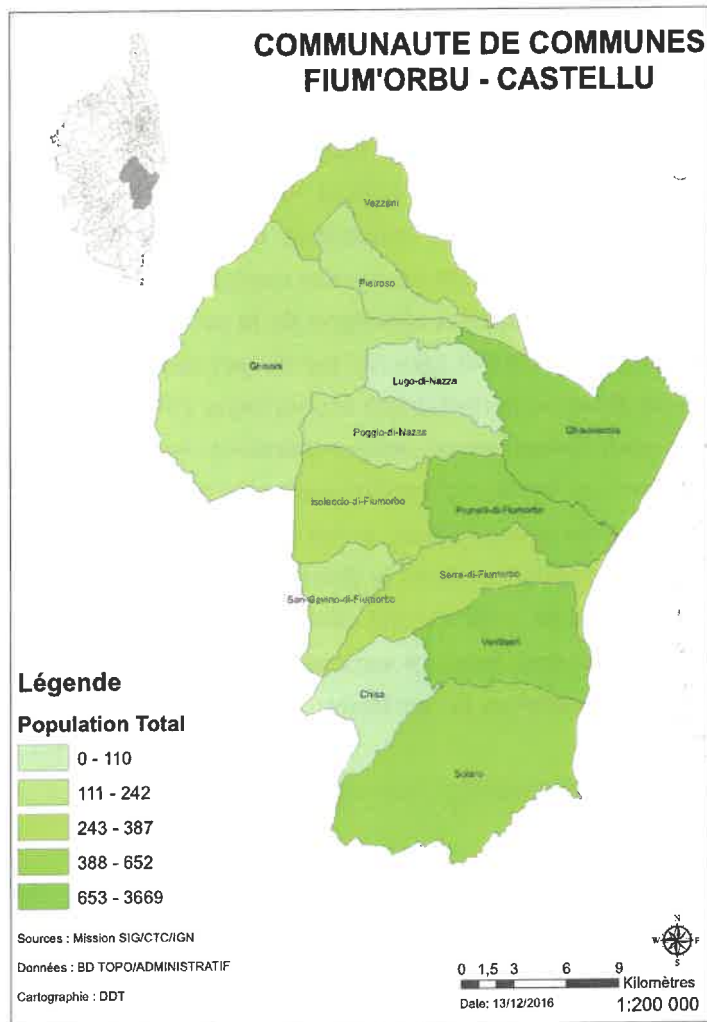 COMMUNAUTE DE COMMUNES
FIUM'ORBU - CASTELLU
Vezzani
Pietroso
Ghisoni
Lugo-di-Nazza
Ghisonaccia
Poggio-di-Nazza
Isolaccio-di-Fiumorbo
Prunelli-di-Fiumorbo
Serra-di-Fiumorbo
San-Gavino-di-Fiumorbo
Ventiseri
Chisa
Solaro
Légende
Population Total
0 - 110
111 - 242
243 - 387
388 - 652
653 - 3669
Sources : Mission SIG/CTC/IGN
Données : BD TOPO/ADMINISTRATIF
Cartographie : DDT
N
W
S
0 1,5 3 6 9
Kilomètres
Date: 13/12/2016
1:200 000